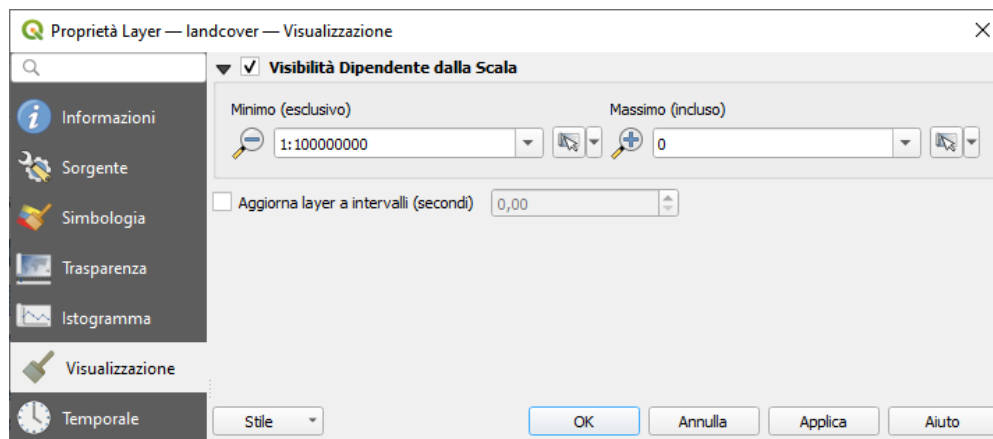 Proprietà Layer — landcover — Visualizzazione
Visibilità Dipendente dalla Scala
Informazioni
Minimo (esclusivo)
Massimo (incluso)
1:100000000
0
Sorgente
Aggiorna layer a intervalli (secondi)
0,00
Simbologia
Trasparenza
Istogramma
Visualizzazione
Temporale
Stile
OK
Annulla
Applica
Aiuto